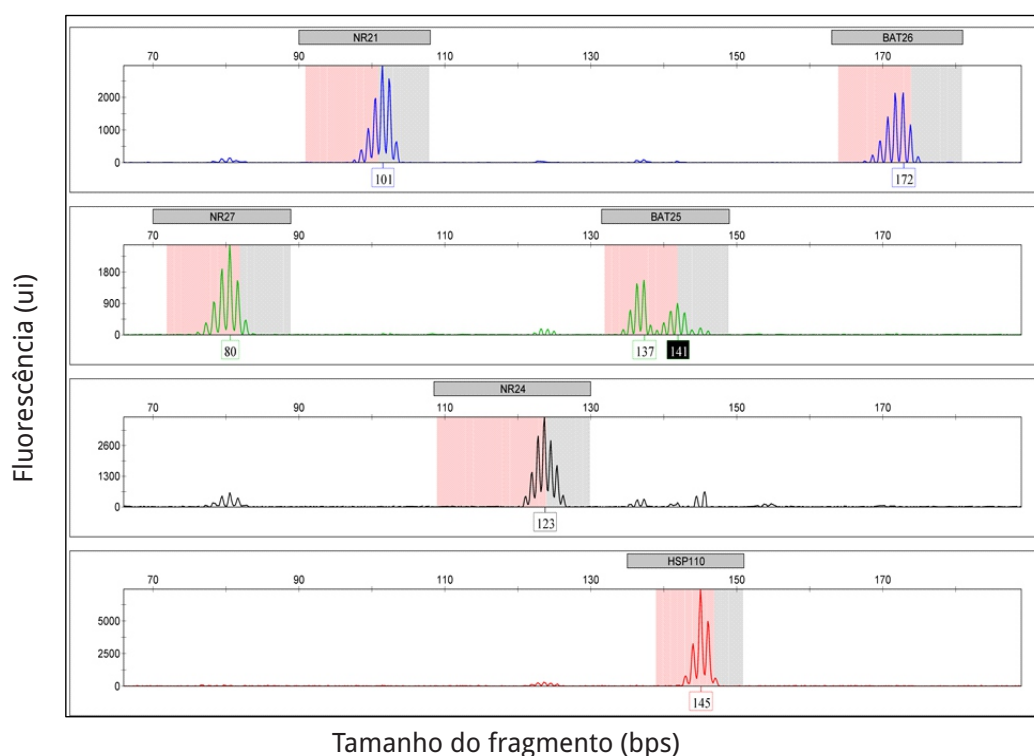 NR21 BAT26
70 90 110 130 150 170
2000
1000
0
101 172
NR27 BAT25
70 90 110 130 150 170
1800
900
0
80 137 141
NR24
70 90 110 130 150 170
2600
1300
0
123
HSP110
70 90 110 130 150 170
5000
2500
0
145
Fluorescência (ui)
Tamanho do fragmento (bps)